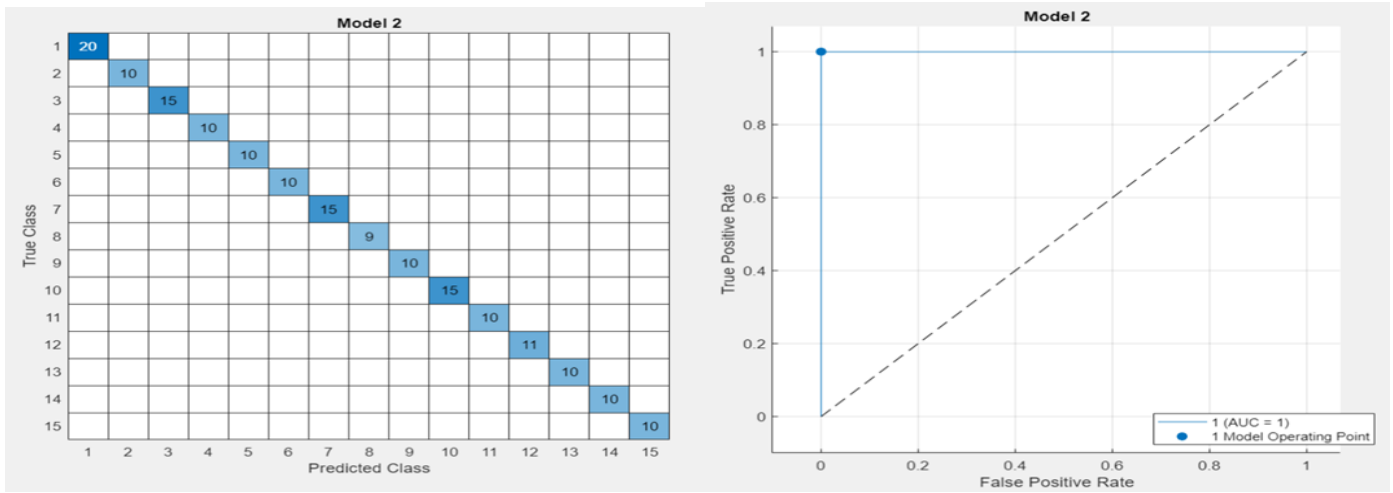 Model 2
True Class
1 20
2 10
3 15
4 10
5 10
6 10
7 15
8 9
9 10
10 15
11 10
12 11
13 10
14 10
15 10
1 2 3 4 5 6 7 8 9 10 11 12 13 14 15
Predicted Class
Model 2
True Positive Rate
1
0.8
0.6
0.4
0.2
0
0 0.2 0.4 0.6 0.8 1
False Positive Rate
1 (AUC = 1)
1 Model Operating Point